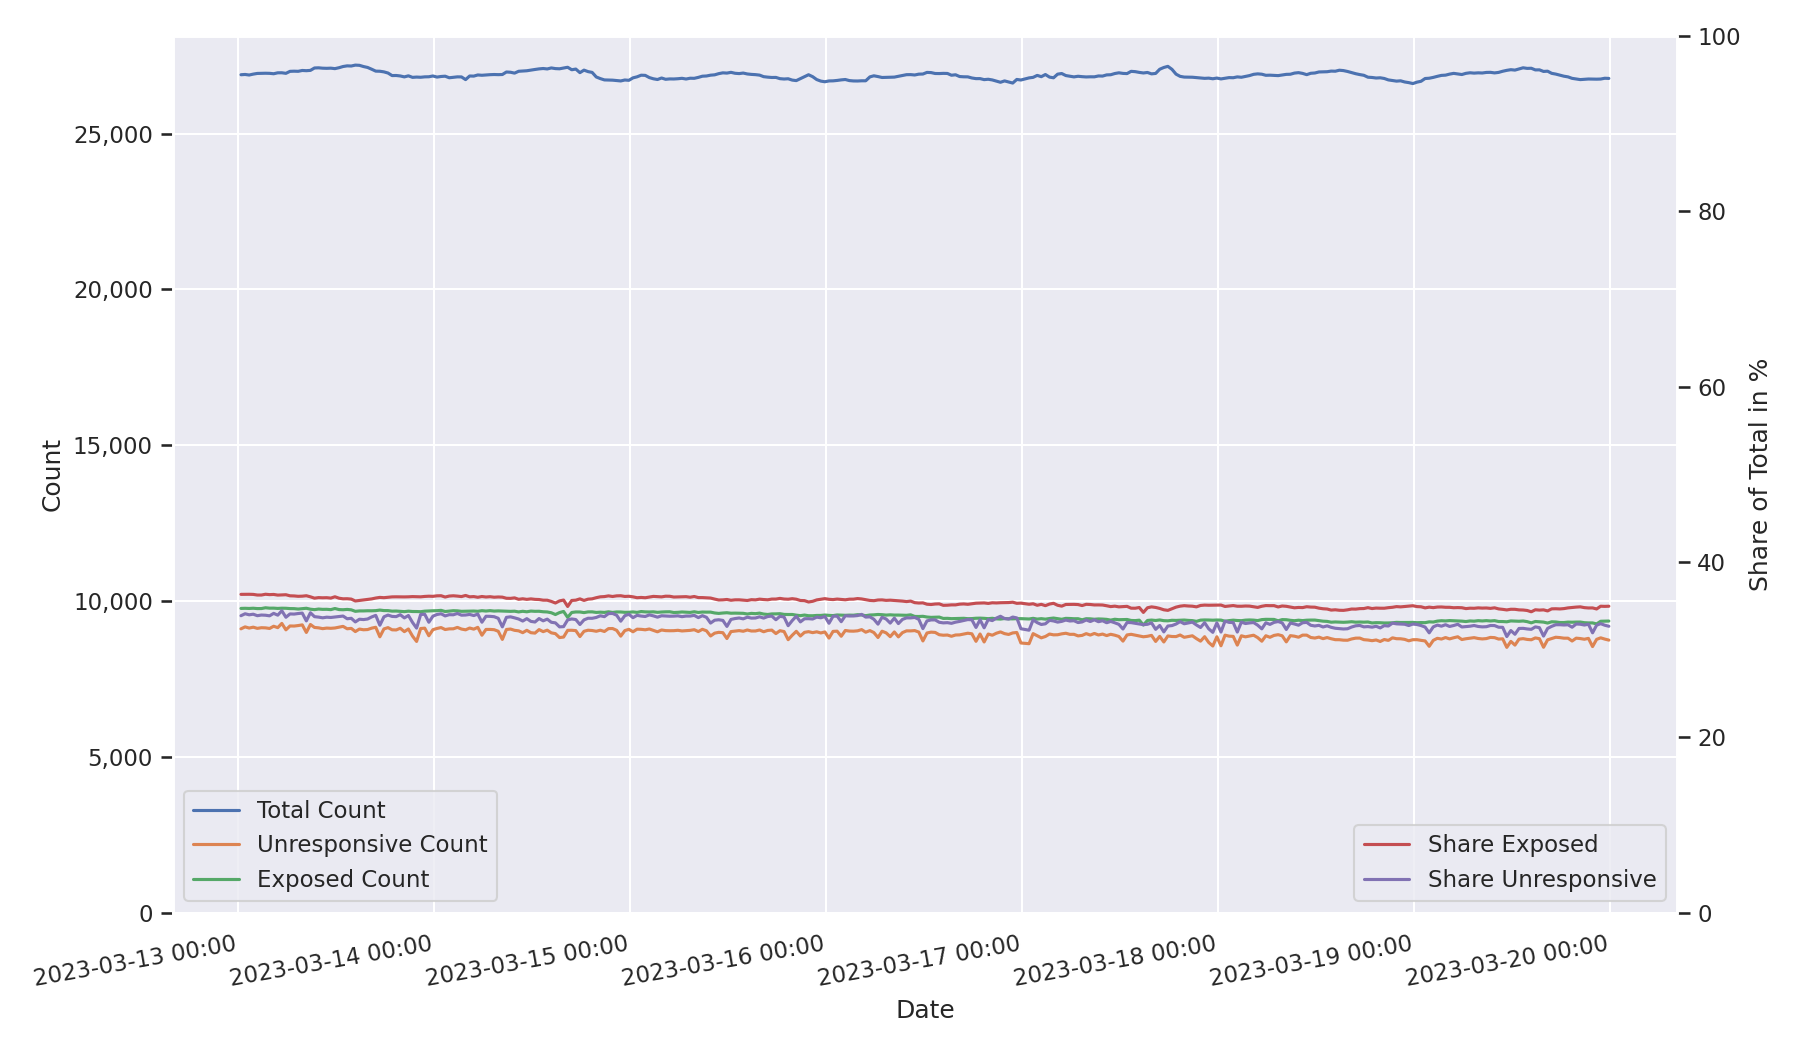 100
80
60
40
20
0
25,000
20,000
15,000
10,000
5,000
0
Count
Share of Total in %
Total Count
Unresponsive Count
Exposed Count
Share Exposed
Share Unresponsive
2023-03-13 00:00
2023-03-14 00:00
2023-03-15 00:00
2023-03-16 00:00
2023-03-17 00:00
2023-03-18 00:00
2023-03-19 00:00
2023-03-20 00:00
Date